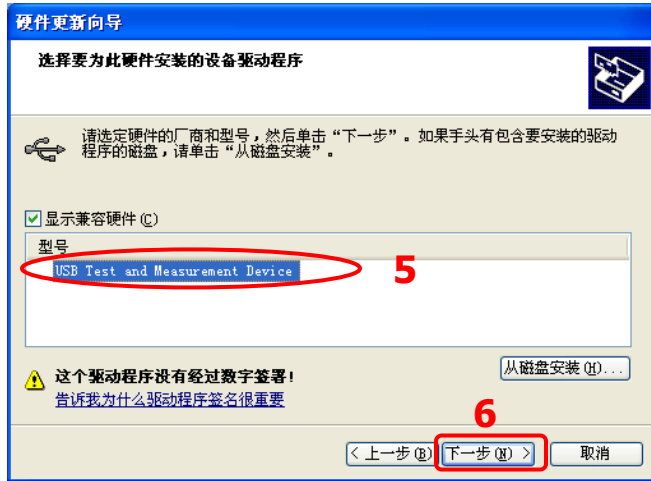 硬件更新向导
选择要为此硬件安装的设备驱动程序
请选定硬件的厂商和型号，然后单击“下一步”。如果手头有包含要安装的驱动
程序的磁盘，请单击“从磁盘安装”。
显示兼容硬件(C)
型号
USB Test and Measurement Device
5
这个驱动程序没有经过数字签署!
告诉我为什么驱动程序签名很重要
从磁盘安装(H)...
6
< 上一步(B)
下一步(N) >
取消